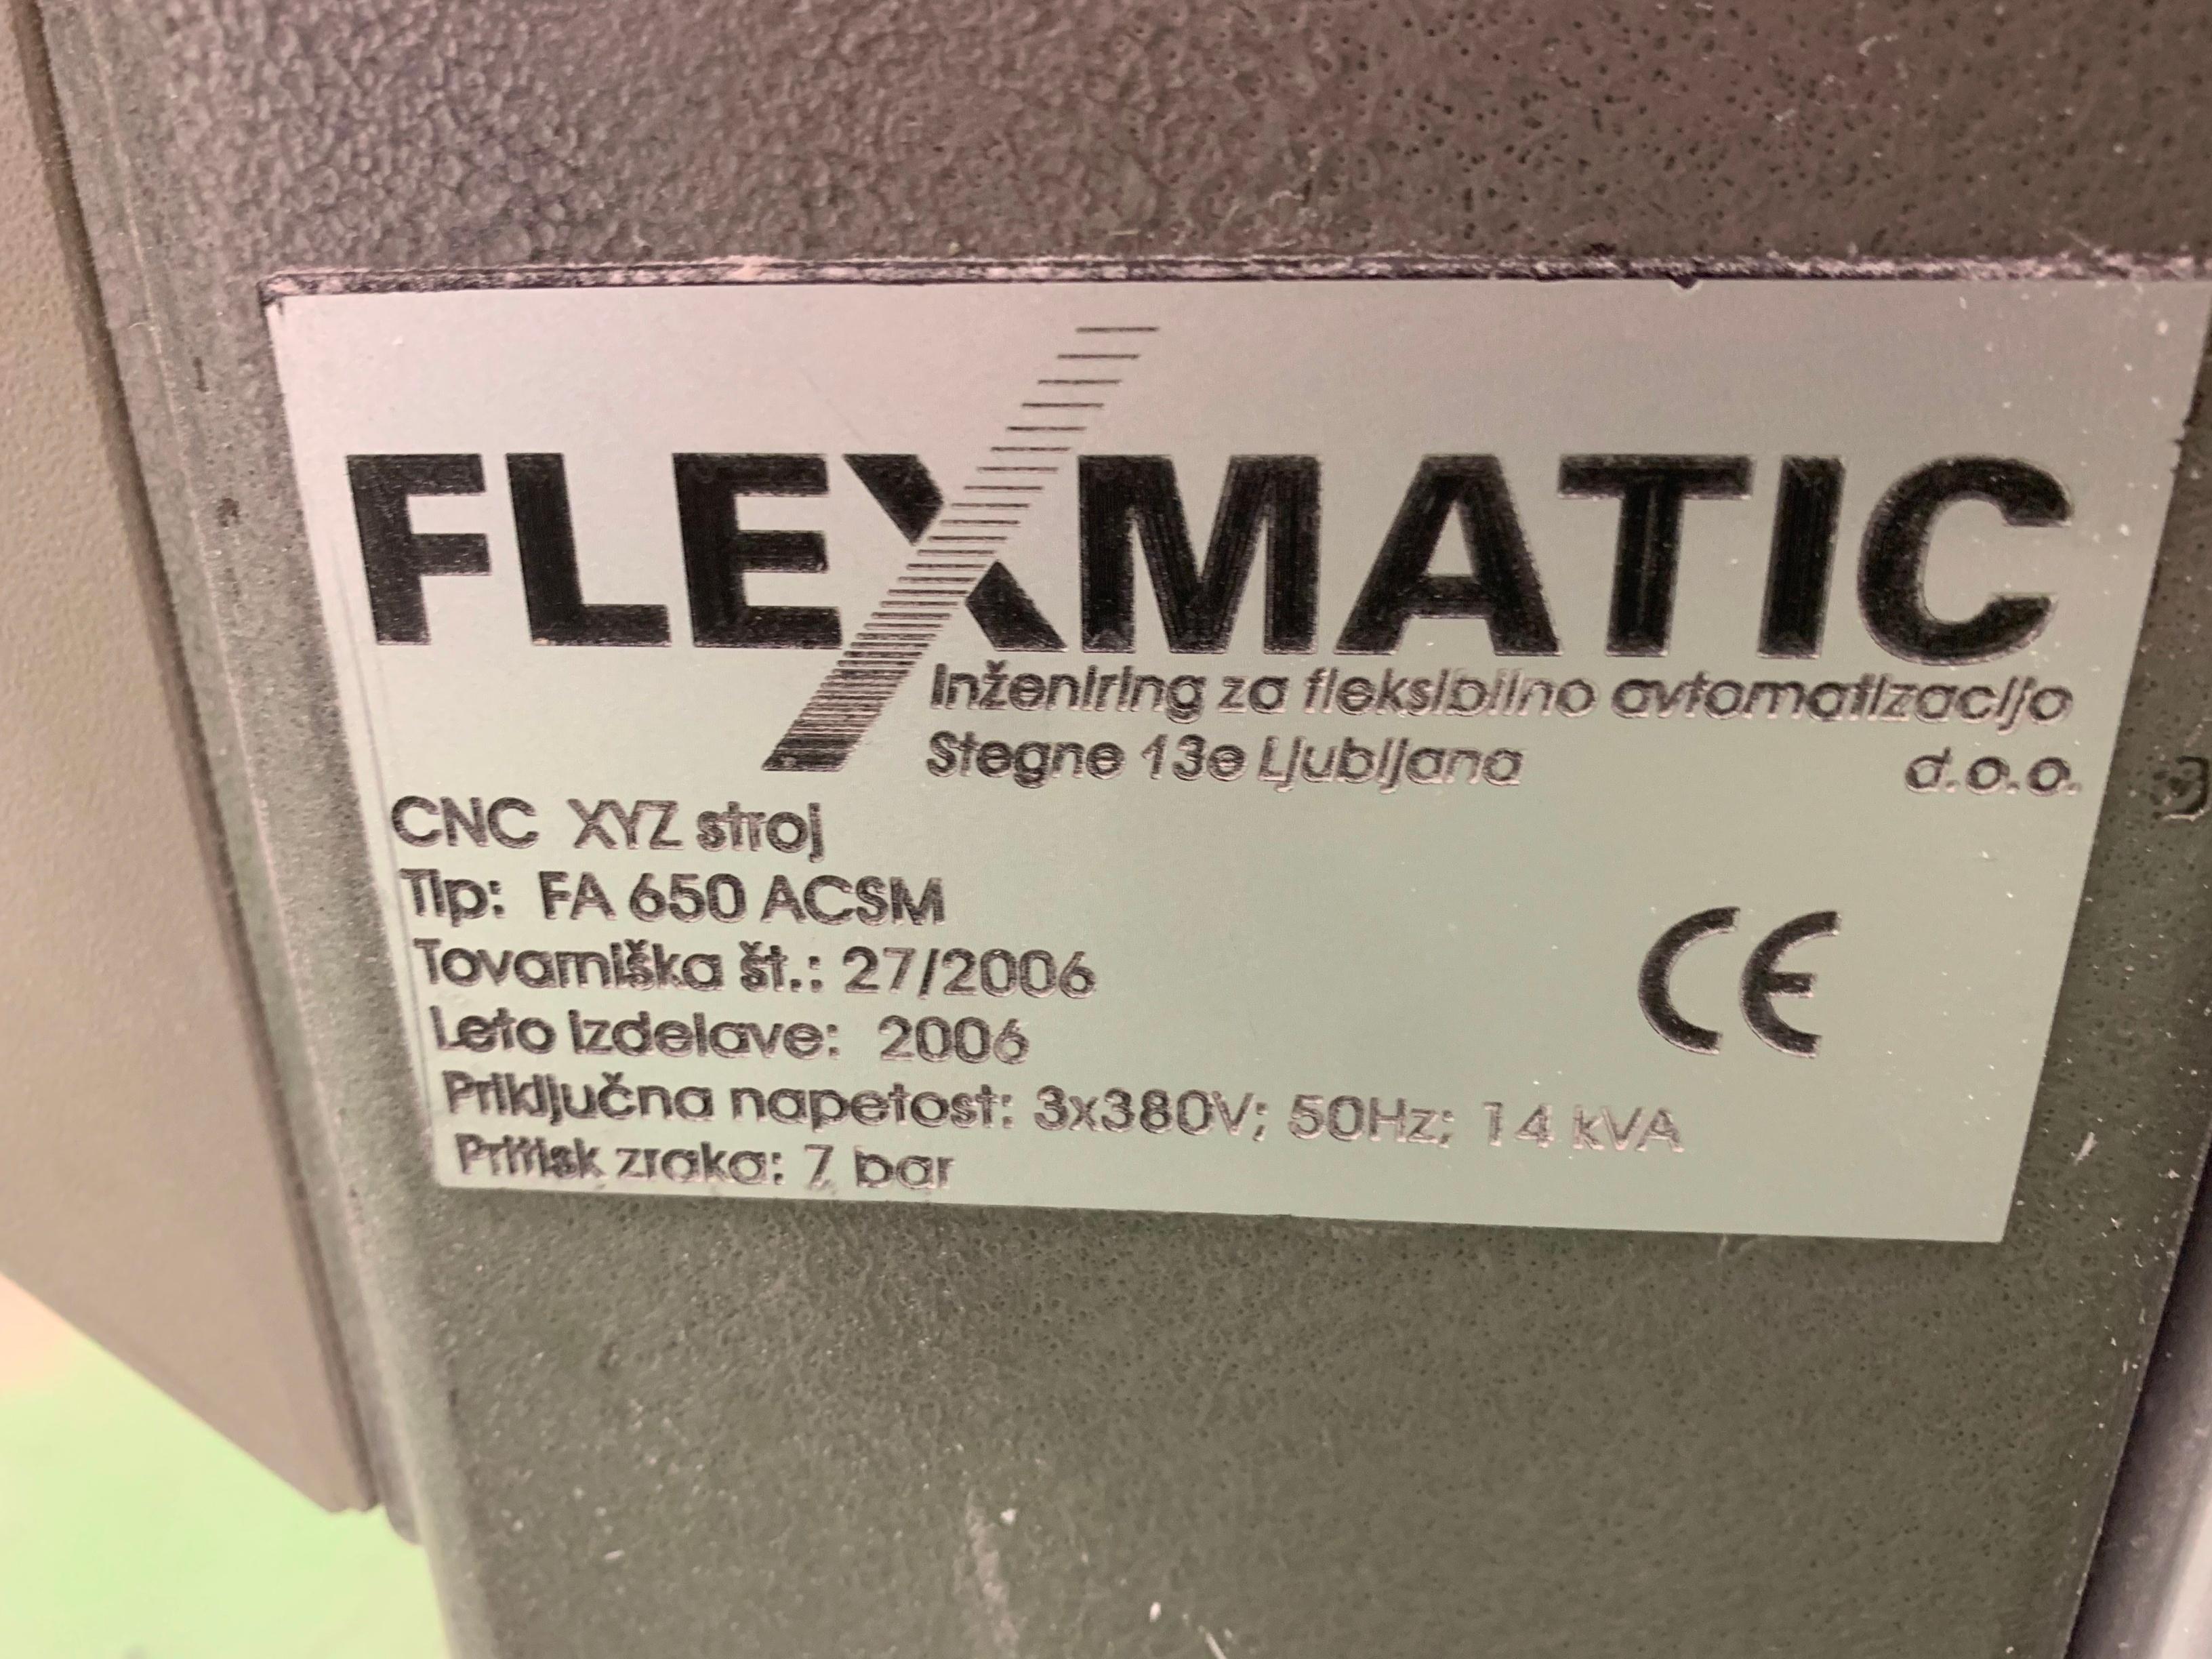 FLEXMATIC
Inženiring za fleksibilno avtomatizacijo
Stegne 13e Ljubljana d.o.o.
CNC XYZ stroj
Tip: FA 650 ACSM
Tovarniška št.: 27/2006
Leto izdelave: 2006
CE
Priključna napetost: 3x380V; 50Hz; 14 kVA
Pritisk zraka: 7 bar